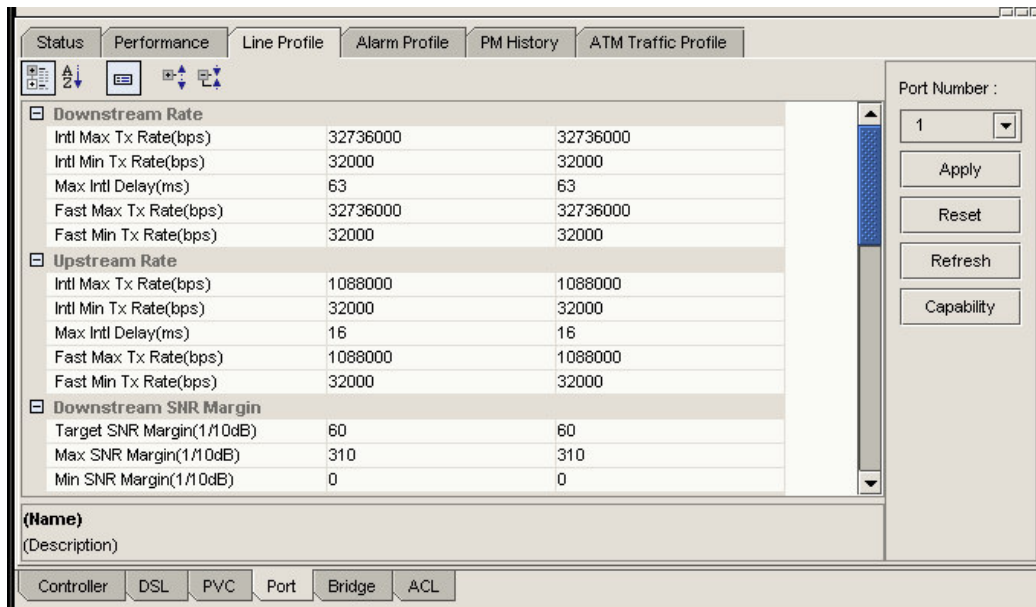 Status Performance Line Profile Alarm Profile PM History ATM Traffic Profile
Downstream Rate
Intl Max Tx Rate(bps) 32736000 32736000
Intl Min Tx Rate(bps) 32000 32000
Max Intl Delay(ms) 63 63
Fast Max Tx Rate(bps) 32736000 32736000
Fast Min Tx Rate(bps) 32000 32000
Upstream Rate
Intl Max Tx Rate(bps) 1088000 1088000
Intl Min Tx Rate(bps) 32000 32000
Max Intl Delay(ms) 16 16
Fast Max Tx Rate(bps) 1088000 1088000
Fast Min Tx Rate(bps) 32000 32000
Downstream SNR Margin
Target SNR Margin(1/10dB) 60 60
Max SNR Margin(1/10dB) 310 310
Min SNR Margin(1/10dB) 0 0
(Name)
(Description)
Port Number :
1
Apply
Reset
Refresh
Capability
Controller DSL PVC Port Bridge ACL